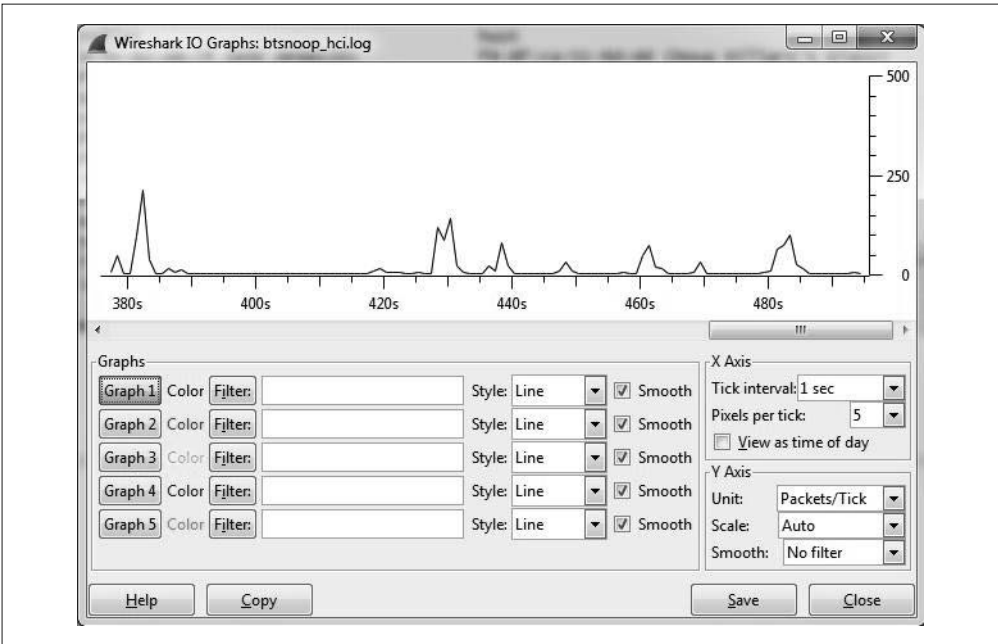 Wireshark IO Graphs: btsnoop_hci.log
500
250
0
380s 400s 420s 440s 460s 480s
Graphs
Graph 1 Color Filter: Style: Line Smooth
Graph 2 Color Filter: Style: Line Smooth
Graph 3 Color Filter: Style: Line Smooth
Graph 4 Color Filter: Style: Line Smooth
Graph 5 Color Filter: Style: Line Smooth
X Axis
Tick interval: 1 sec
Pixels per tick: 5
View as time of day
Y Axis
Unit: Packets/Tick
Scale: Auto
Smooth: No filter
Help Copy Save Close